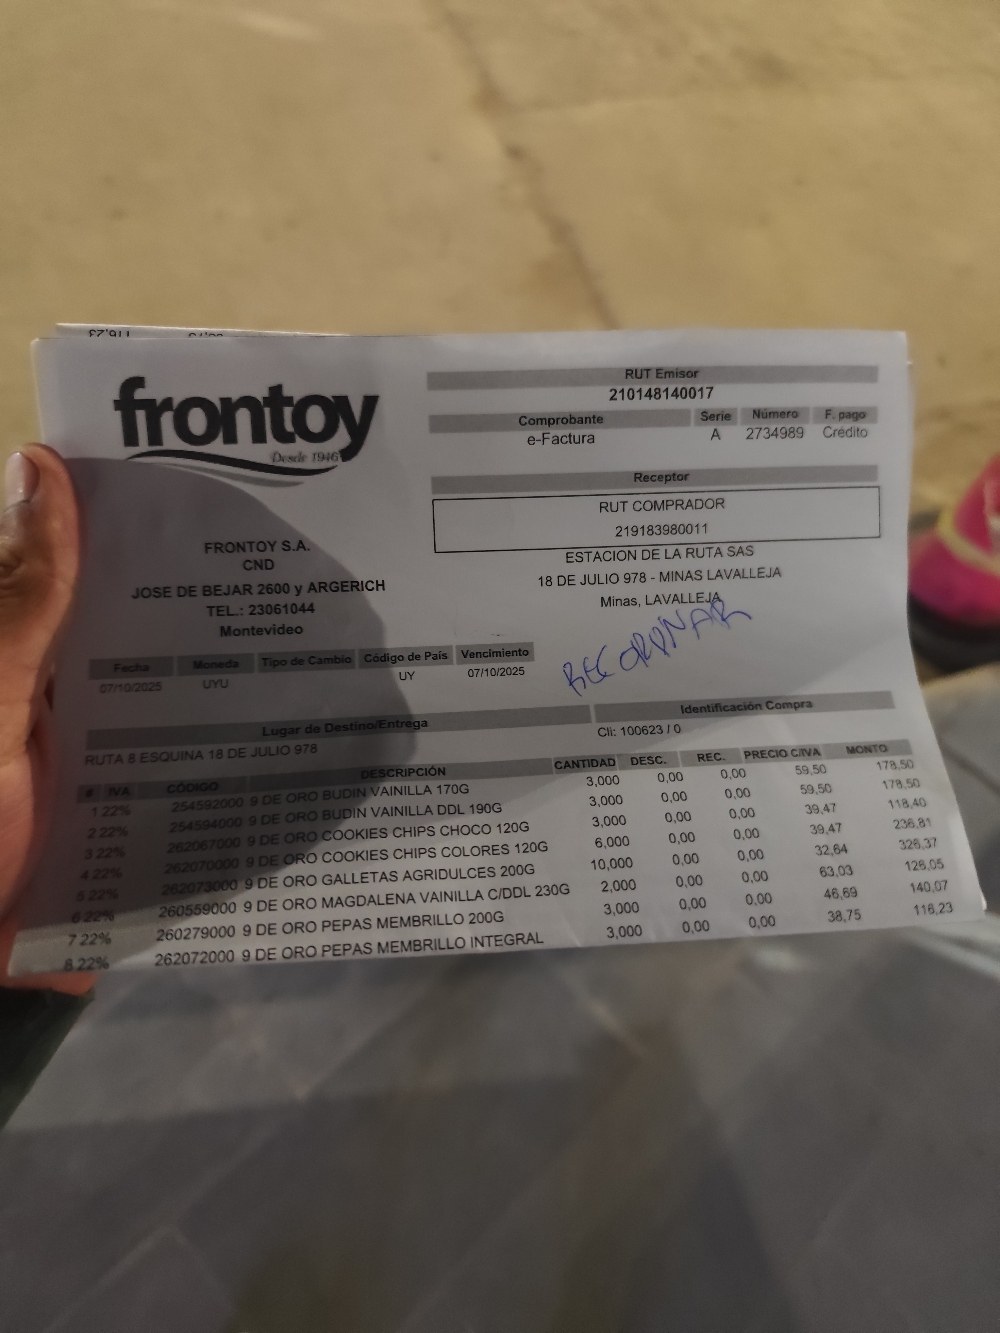 frontoy
Desde 1946
FRONTOY S.A.
CND
JOSE DE BEJAR 2600 y ARGERICH
TEL.: 23061044
Montevideo
RUT Emisor
210148140017
Comprobante Serie Número F. pago
e-Factura A 2734989 Crédito
Receptor
RUT COMPRADOR
219183980011
ESTACION DE LA RUTA SAS
18 DE JULIO 978 - MINAS LAVALLEJA
Minas, LAVALLEJA
Fecha Moneda Tipo de Cambio Código de País Vencimiento
07/10/2025 UYU UY 07/10/2025
Lugar de Destino/Entrega Identificación Compra
RUTA 8 ESQUINA 18 DE JULIO 978 Cli: 100623 / 0
# IVA CÓDIGO DESCRIPCIÓN CANTIDAD DESC. REC. PRECIO C/IVA MONTO
1 22% 254592000 9 DE ORO BUDIN VAINILLA 170G 3,000 0,00 0,00 59,50 178,50
2 22% 254594000 9 DE ORO BUDIN VAINILLA DDL 190G 3,000 0,00 0,00 59,50 178,50
3 22% 262067000 9 DE ORO COOKIES CHIPS CHOCO 120G 3,000 0,00 0,00 39,47 118,40
4 22% 262070000 9 DE ORO COOKIES CHIPS COLORES 120G 6,000 0,00 0,00 39,47 236,81
5 22% 262073000 9 DE ORO GALLETAS AGRIDULCES 200G 10,000 0,00 0,00 32,64 326,37
6 22% 260559000 9 DE ORO MAGDALENA VAINILLA C/DDL 230G 2,000 0,00 0,00 63,03 126,05
7 22% 260279000 9 DE ORO PEPAS MEMBRILLO 200G 3,000 0,00 0,00 46,69 140,07
8 22% 262072000 9 DE ORO PEPAS MEMBRILLO INTEGRAL 3,000 0,00 0,00 38,75 116,23